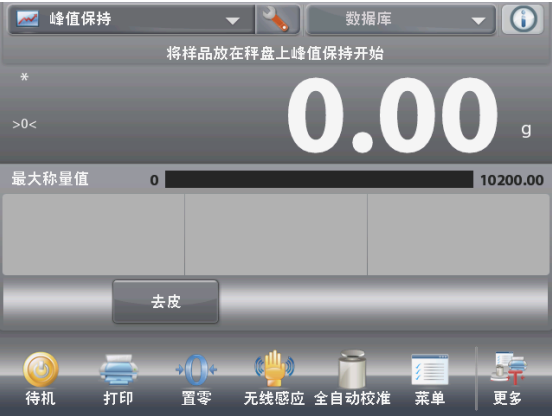 峰值保持 数据库
将样品放在秤盘上峰值保持开始
*
>0<
0.00 g
最大称量值 0 10200.00
去皮
待机 打印 置零 无线感应 全自动校准 菜单 更多